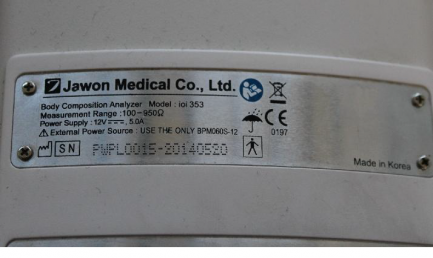 Jawon Medical Co., Ltd.
Body Composition Analyzer Model : ioi 353
Measurement Range : 100~950Ω
Power Supply : 12V⎓, 5.0A
⚠ External Power Source : USE THE ONLY BPM060S-12
CE 0197
SN PWPL0015-20140520
Made in Korea